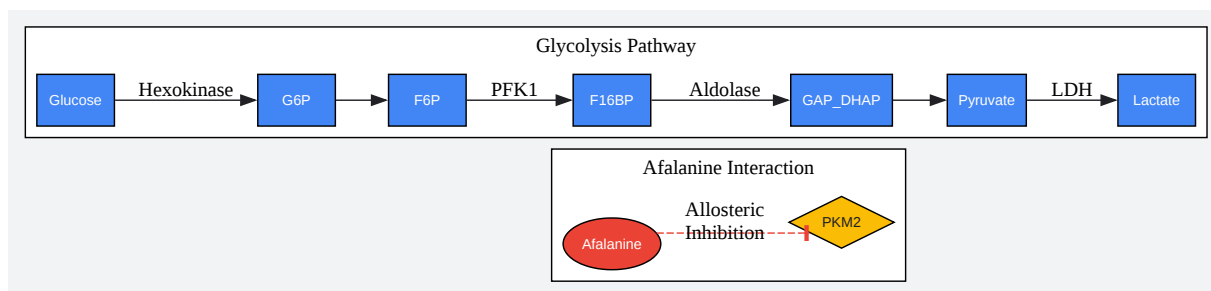 Glycolysis Pathway
Glucose
Hexokinase
G6P
F6P
PFK1
F16BP
Aldolase
GAP_DHAP
Pyruvate
LDH
Lactate
Afalanine Interaction
Afalanine
Allosteric
Inhibition
PKM2